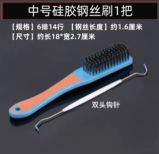 中号硅胶钢丝刷1把
【规格】6排14行 【钢丝长度】约1.6厘米
【尺寸】约长18*宽2.7厘米
双头钩针